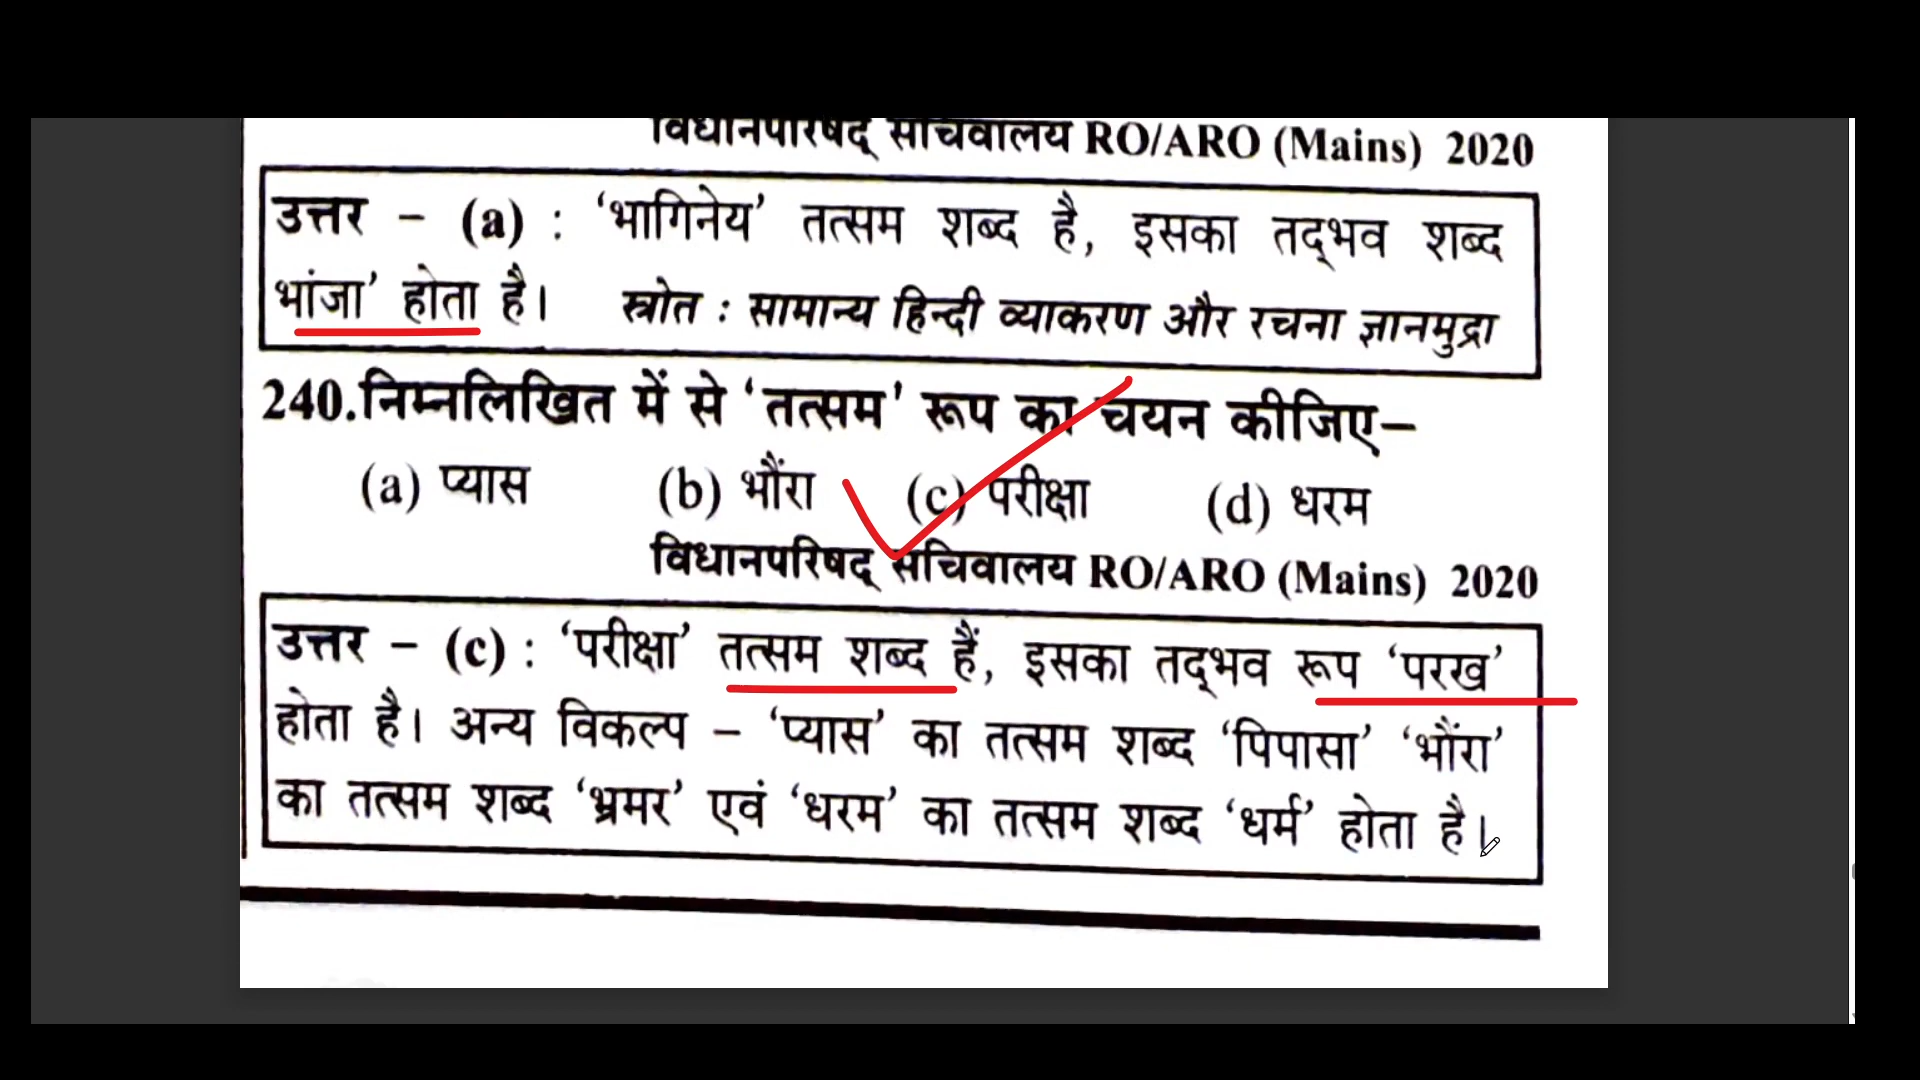 विधानपरिषद् सचिवालय RO/ARO (Mains) 2020
उत्तर – (a) : ‘भागिनेय’ तत्सम शब्द है, इसका तद्भव शब्द
भांजा’ होता है। स्त्रोत : सामान्य हिन्दी व्याकरण और रचना ज्ञानमुद्रा
240.निम्नलिखित में से ‘तत्सम’ रूप का चयन कीजिए–
(a) प्यास (b) भौंरा (c) परीक्षा (d) धरम
विधानपरिषद् सचिवालय RO/ARO (Mains) 2020
उत्तर – (c) : ‘परीक्षा’ तत्सम शब्द हैं, इसका तद्भव रूप ‘परख’
होता है। अन्य विकल्प – ‘प्यास’ का तत्सम शब्द ‘पिपासा’ ‘भौंरा’
का तत्सम शब्द ‘भ्रमर’ एवं ‘धरम’ का तत्सम शब्द ‘धर्म’ होता है।